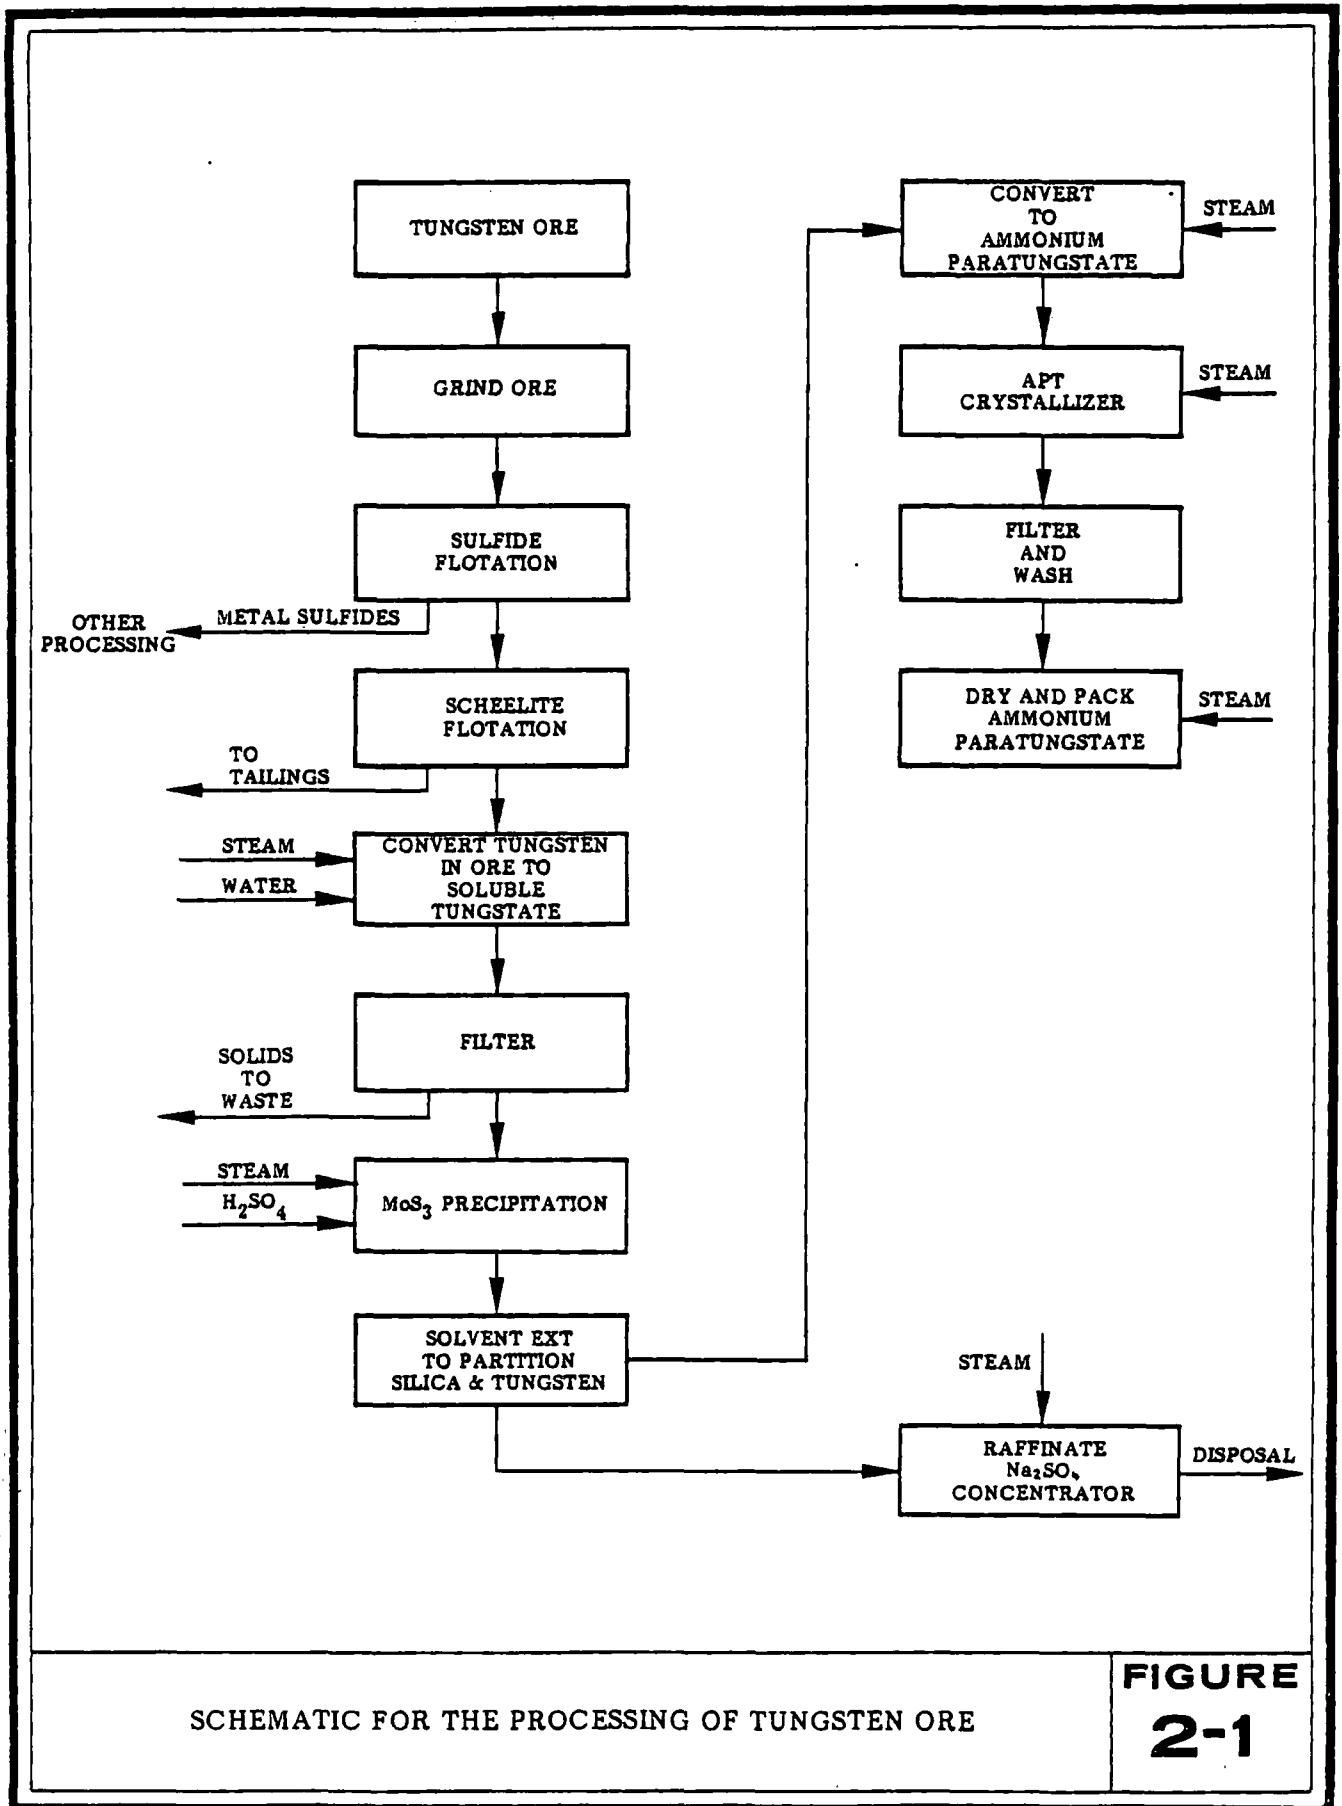 TUNGSTEN ORE
GRIND ORE
SULFIDE
FLOTATION
METAL SULFIDES
OTHER
PROCESSING
SCHEELITE
FLOTATION
TO
TAILINGS
STEAM
WATER
CONVERT TUNGSTEN
IN ORE TO
SOLUBLE
TUNGSTATE
FILTER
SOLIDS
TO
WASTE
STEAM
H₂SO₄
MoS₃ PRECIPITATION
SOLVENT EXT
TO PARTITION
SILICA & TUNGSTEN
CONVERT
TO
AMMONIUM
PARATUNGSTATE
STEAM
APT
CRYSTALLIZER
STEAM
FILTER
AND
WASH
DRY AND PACK
AMMONIUM
PARATUNGSTATE
STEAM
STEAM
RAFFINATE
Na₂SO₄
CONCENTRATOR
DISPOSAL
SCHEMATIC FOR THE PROCESSING OF TUNGSTEN ORE
FIGURE
2-1